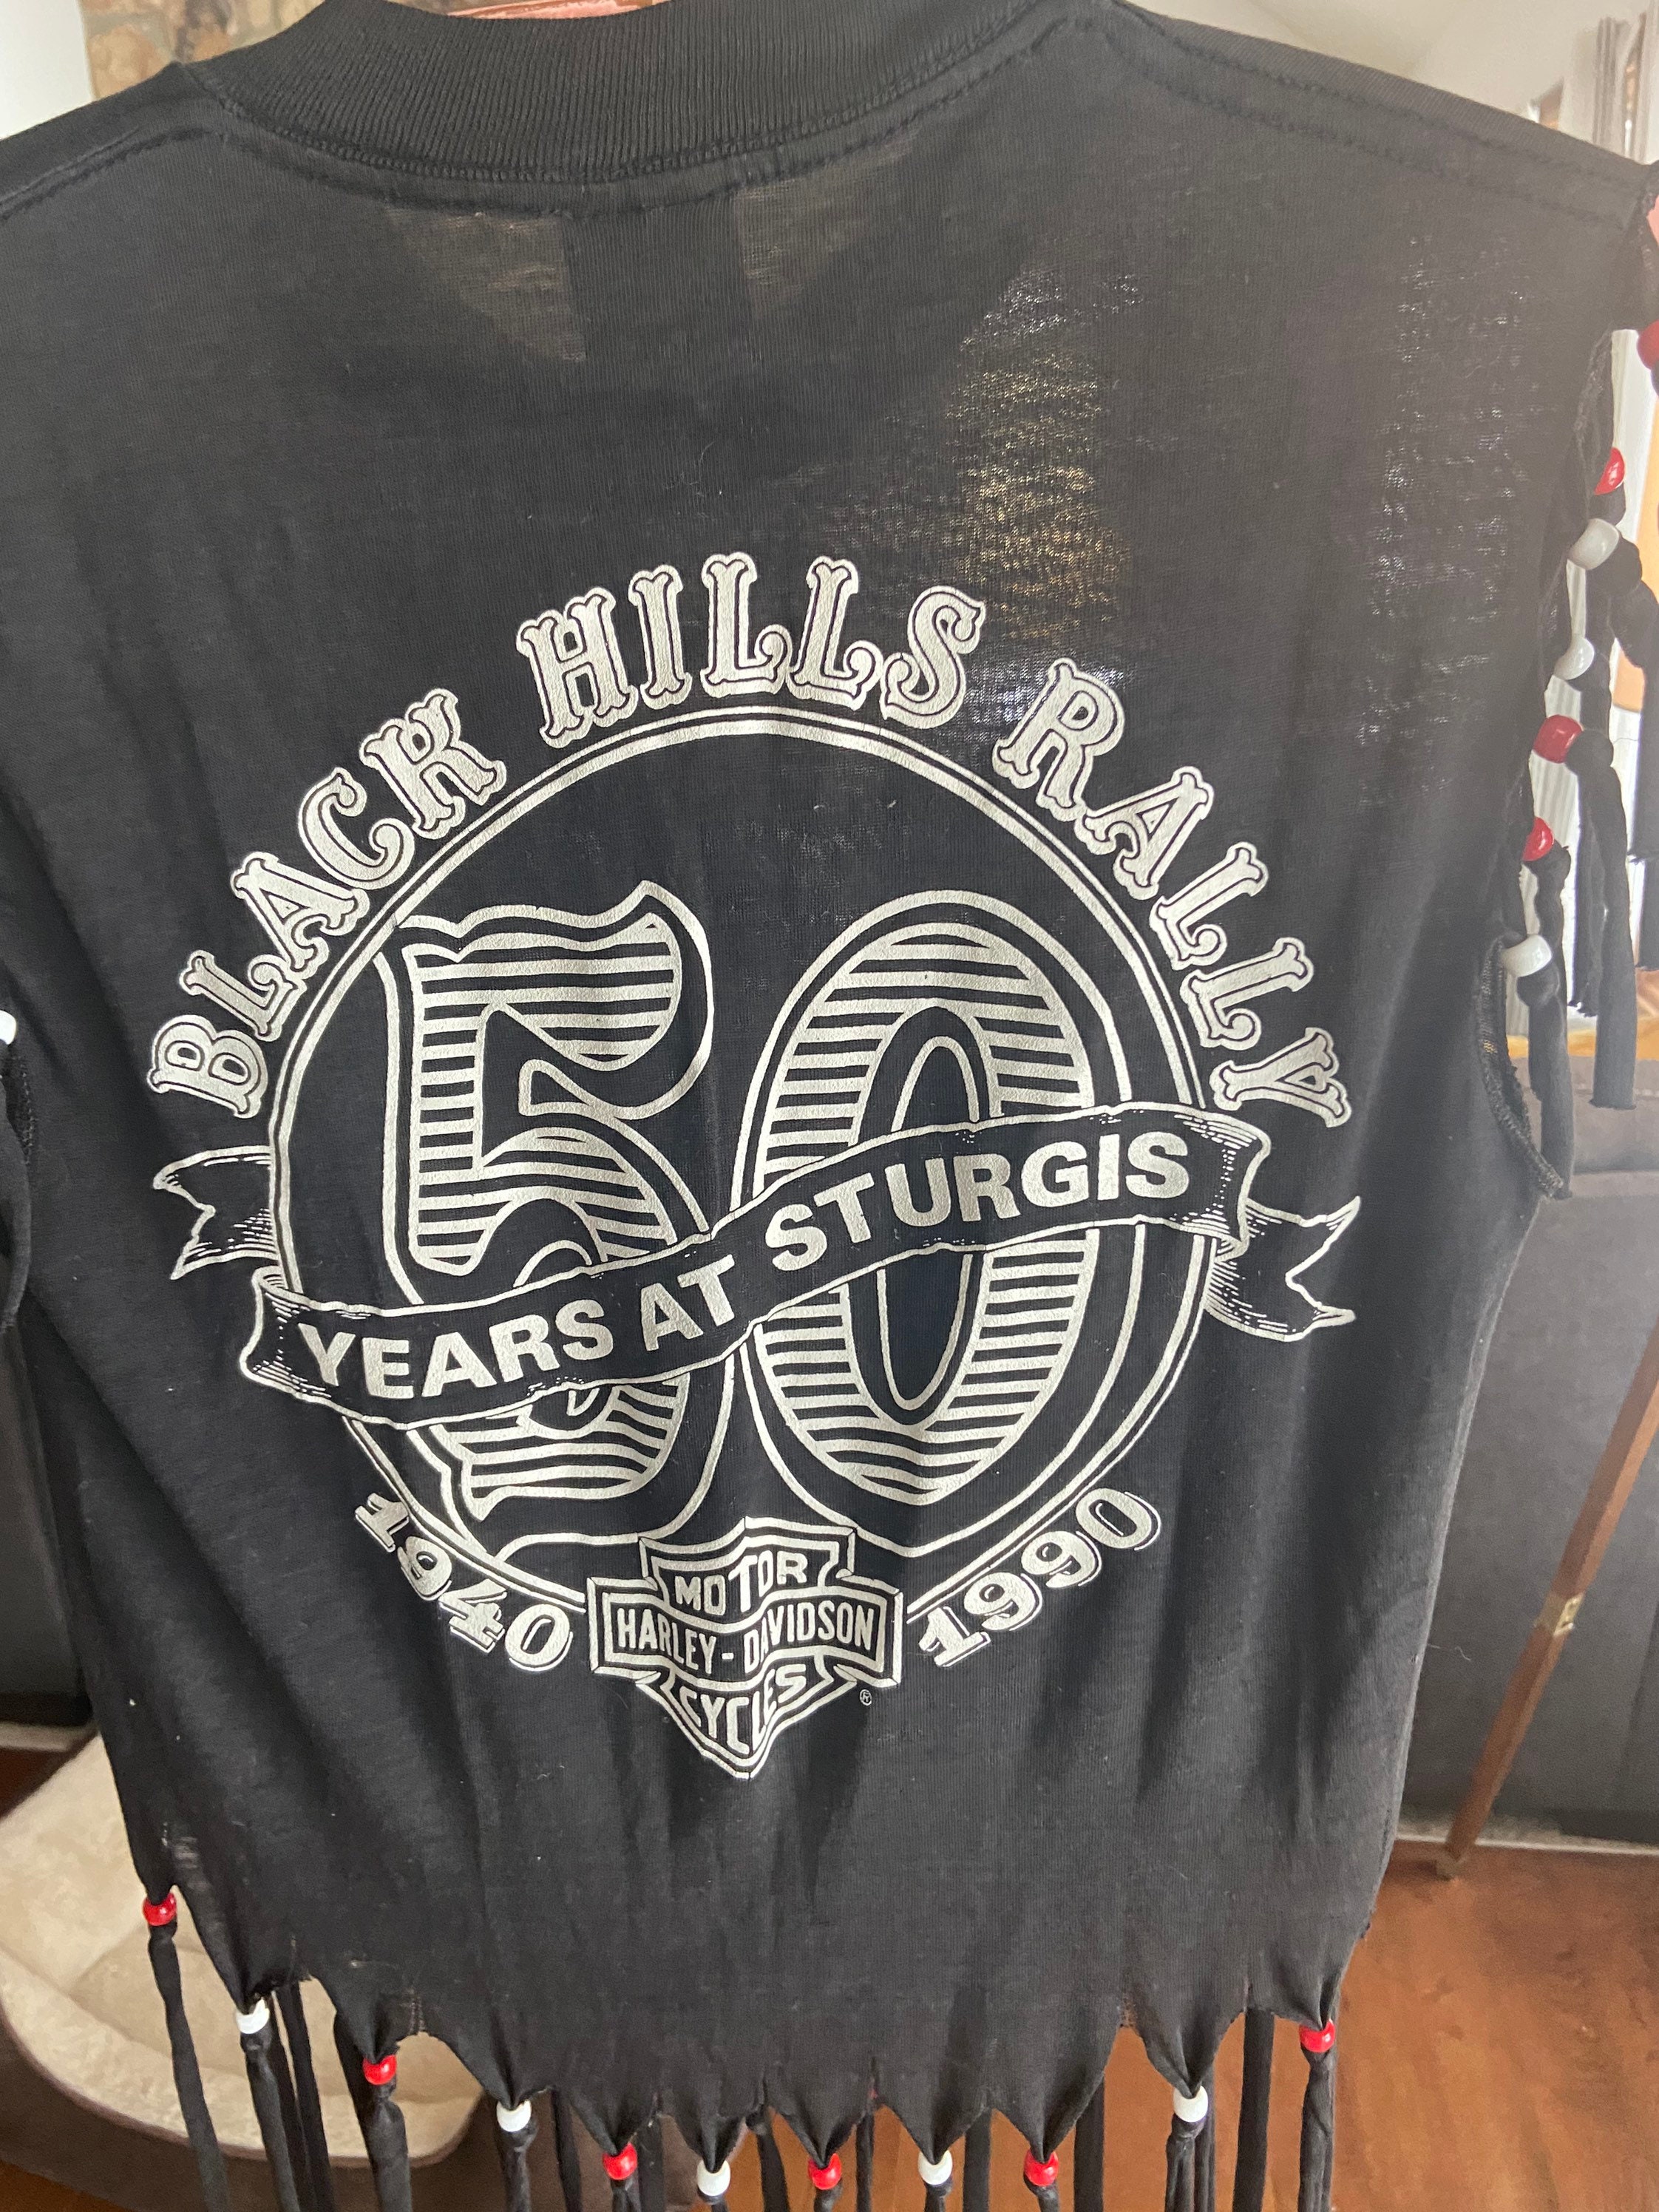 BLACK HILLS RALLY
50
YEARS AT STURGIS
1940
1990
MOTOR
HARLEY-DAVIDSON
CYCLES
®